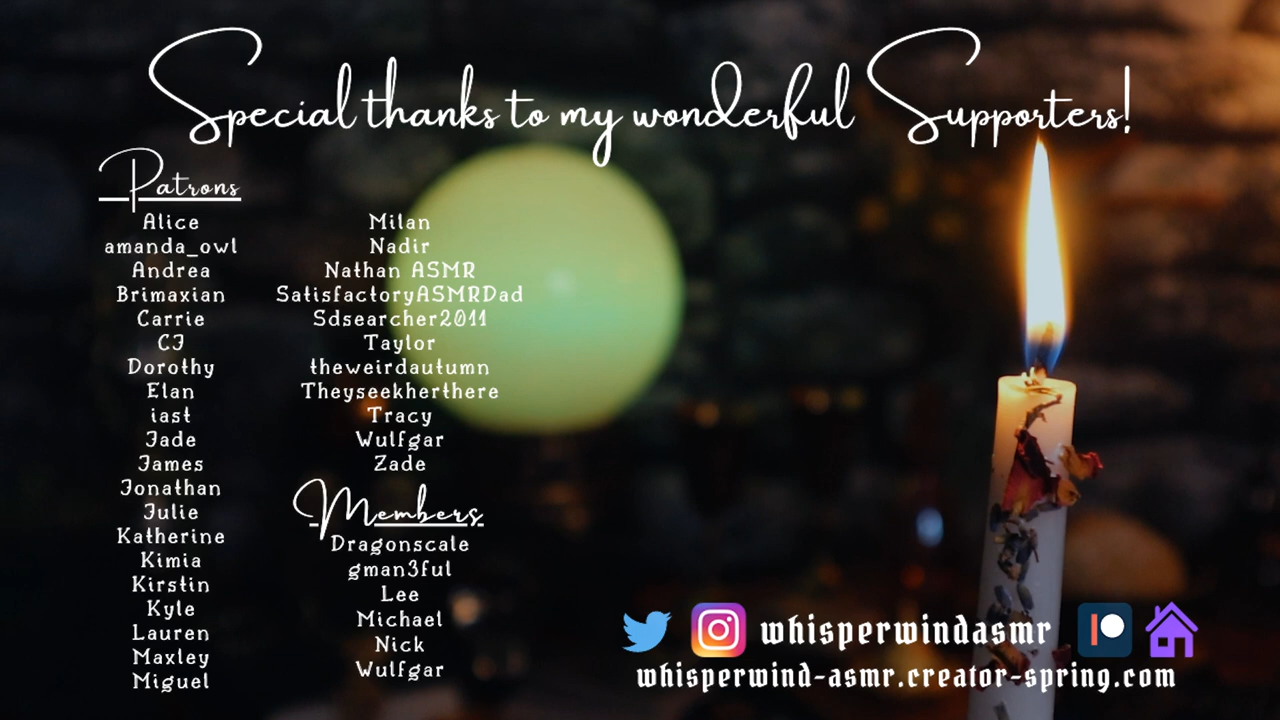 Special thanks to my wonderful Supporters!
Patrons
Alice
amanda_owl
Andrea
Brimaxian
Carrie
CJ
Dorothy
Elan
iast
Jade
James
Jonathan
Julie
Katherine
Kimia
Kirstin
Kyle
Lauren
Maxley
Miguel
Milan
Nadir
Nathan ASMR
SatisfactoryASMRDad
Sdsearcher2011
Taylor
theweirdautumn
Theyseekherthere
Tracy
Wulfgar
Zade
Members
Dragonscale
gman3ful
Lee
Michael
Nick
Wulfgar
whisperwindasmr
whisperwind-asmr.creator-spring.com